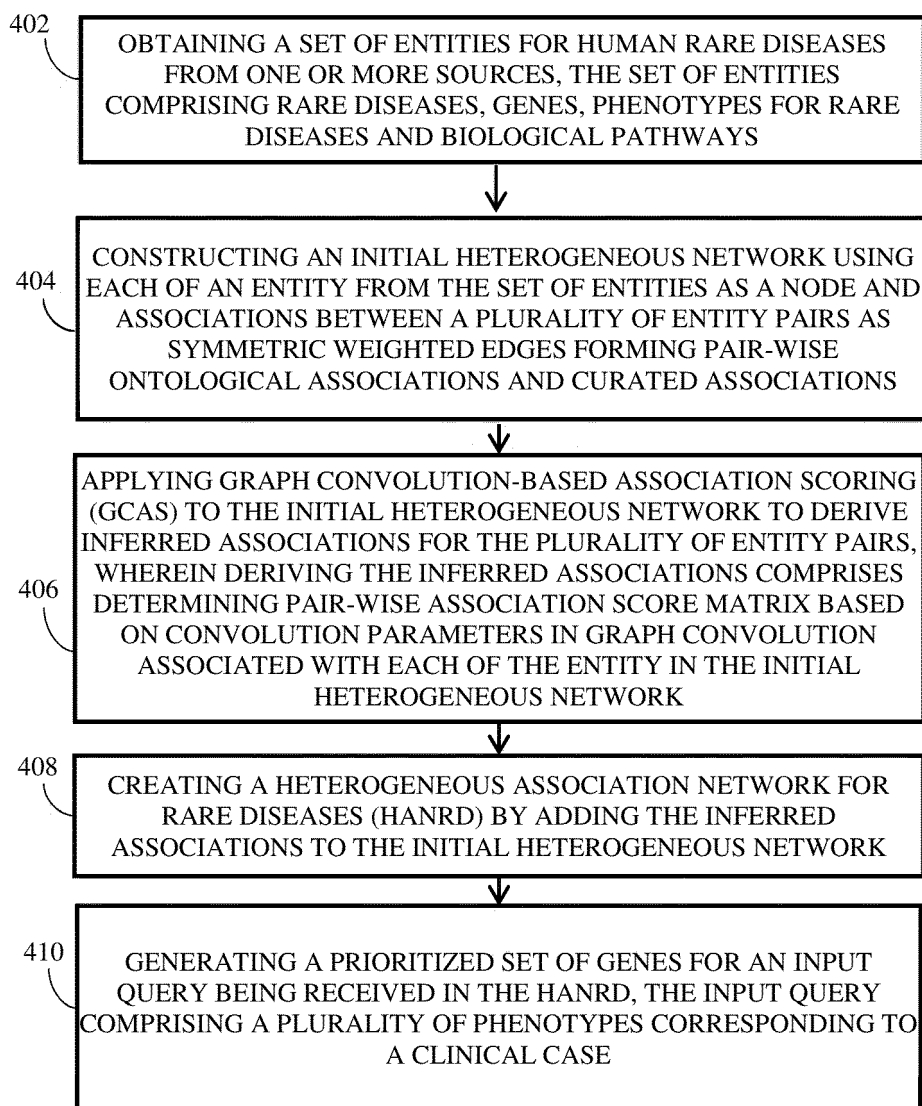 402
OBTAINING A SET OF ENTITIES FOR HUMAN RARE DISEASES
FROM ONE OR MORE SOURCES, THE SET OF ENTITIES
COMPRISING RARE DISEASES, GENES, PHENOTYPES FOR RARE
DISEASES AND BIOLOGICAL PATHWAYS
404
CONSTRUCTING AN INITIAL HETEROGENEOUS NETWORK USING
EACH OF AN ENTITY FROM THE SET OF ENTITIES AS A NODE AND
ASSOCIATIONS BETWEEN A PLURALITY OF ENTITY PAIRS AS
SYMMETRIC WEIGHTED EDGES FORMING PAIR-WISE
ONTOLOGICAL ASSOCIATIONS AND CURATED ASSOCIATIONS
406
APPLYING GRAPH CONVOLUTION-BASED ASSOCIATION SCORING
(GCAS) TO THE INITIAL HETEROGENEOUS NETWORK TO DERIVE
INFERRED ASSOCIATIONS FOR THE PLURALITY OF ENTITY PAIRS,
WHEREIN DERIVING THE INFERRED ASSOCIATIONS COMPRISES
DETERMINING PAIR-WISE ASSOCIATION SCORE MATRIX BASED
ON CONVOLUTION PARAMETERS IN GRAPH CONVOLUTION
ASSOCIATED WITH EACH OF THE ENTITY IN THE INITIAL
HETEROGENEOUS NETWORK
408
CREATING A HETEROGENEOUS ASSOCIATION NETWORK FOR
RARE DISEASES (HANRD) BY ADDING THE INFERRED
ASSOCIATIONS TO THE INITIAL HETEROGENEOUS NETWORK
410
GENERATING A PRIORITIZED SET OF GENES FOR AN INPUT
QUERY BEING RECEIVED IN THE HANRD, THE INPUT QUERY
COMPRISING A PLURALITY OF PHENOTYPES CORRESPONDING TO
A CLINICAL CASE